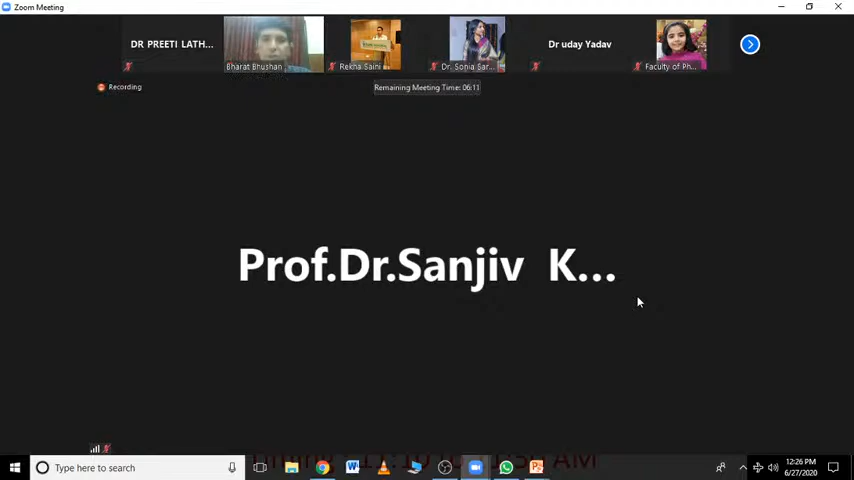 Zoom Meeting
DR PREETI LATH...
Bharat Bhushan
Rekha Saini
Dr. Sonia Sar...
Dr uday Yadav
Faculty of Ph...
Recording
Remaining Meeting Time: 06:11
Prof.Dr.Sanjiv K...
AM
Type here to search
12:26 PM
6/27/2020